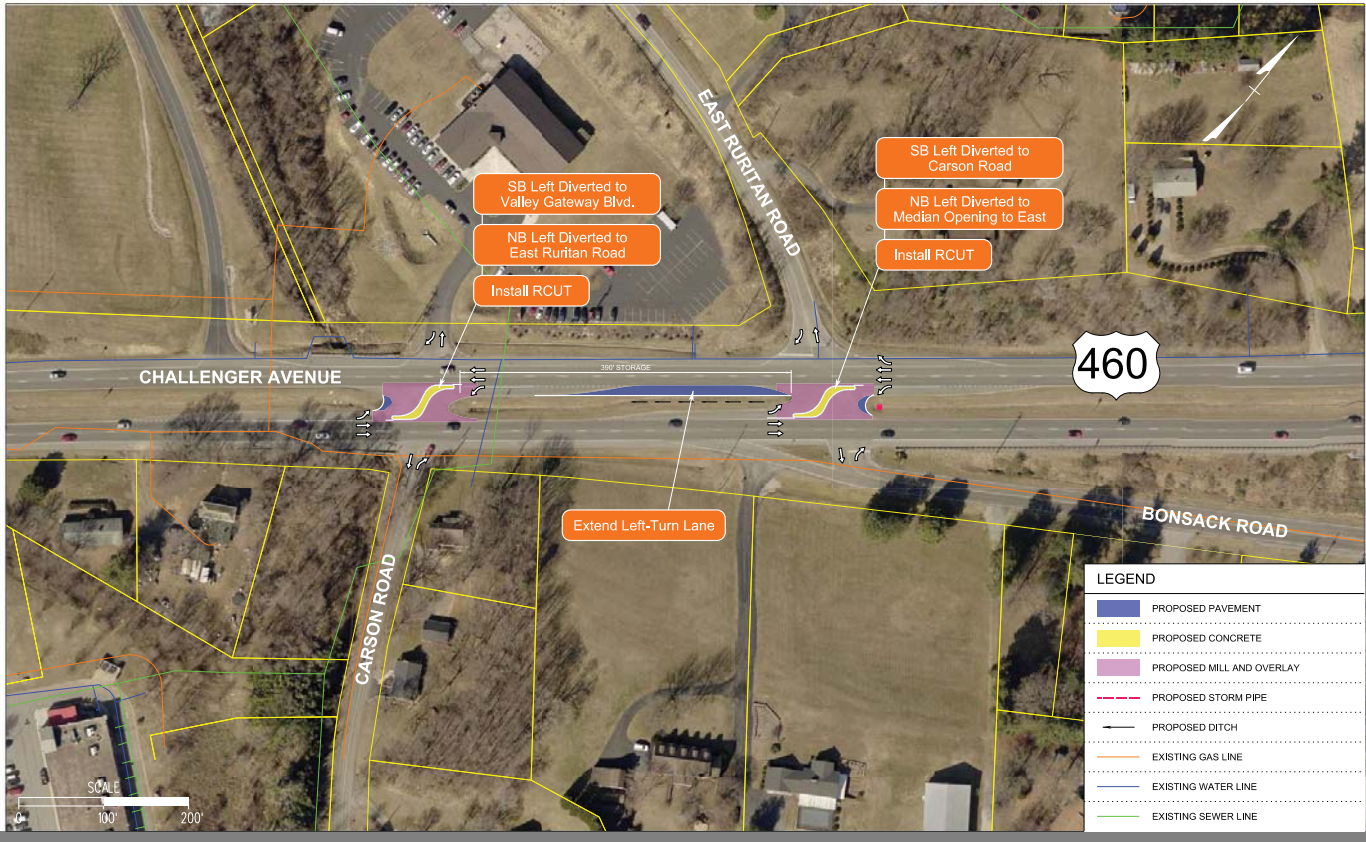 SB Left Diverted to
Valley Gateway Blvd.
NB Left Diverted to
East Ruritan Road
Install RCUT
EAST RURITAN ROAD
SB Left Diverted to
Carson Road
NB Left Diverted to
Median Opening to East
Install RCUT
CHALLENGER AVENUE
390' STORAGE
460
Extend Left-Turn Lane
BONSACK ROAD
CARSON ROAD
LEGEND
PROPOSED PAVEMENT
PROPOSED CONCRETE
PROPOSED MILL AND OVERLAY
PROPOSED STORM PIPE
PROPOSED DITCH
EXISTING GAS LINE
EXISTING WATER LINE
EXISTING SEWER LINE
SCALE
0 100' 200'